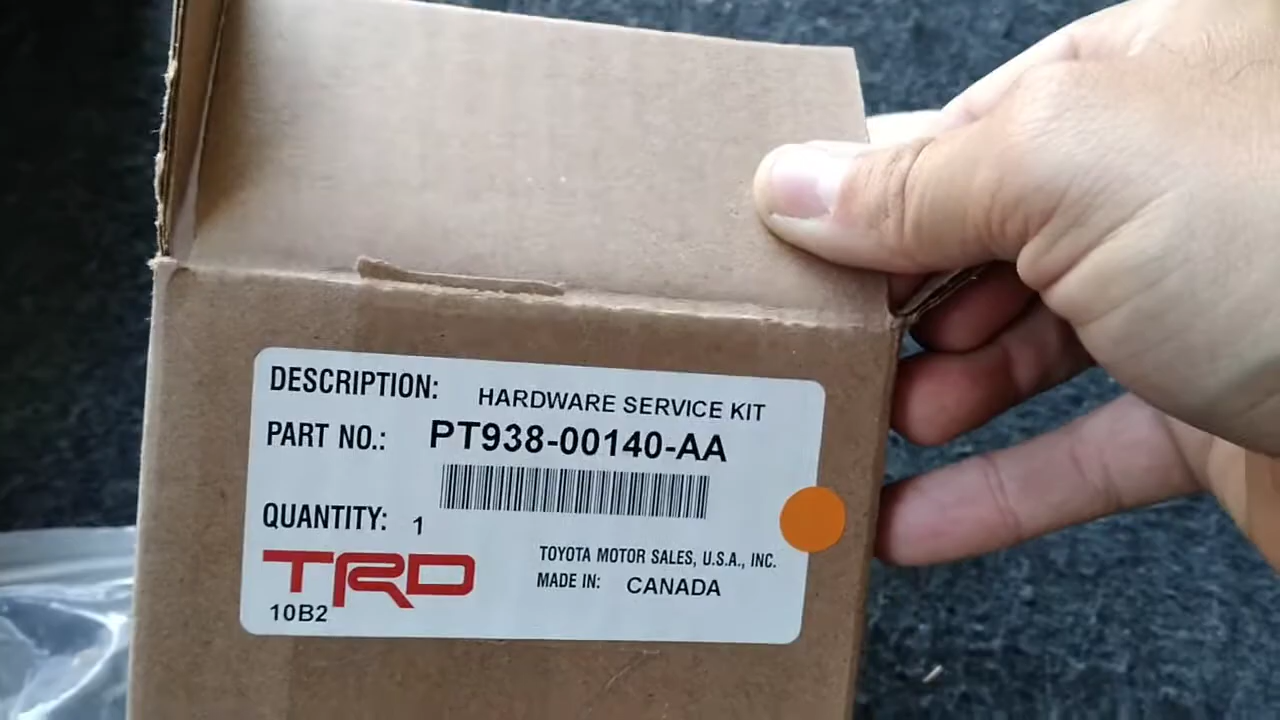 DESCRIPTION: HARDWARE SERVICE KIT
PART NO.: PT938-00140-AA
QUANTITY: 1
TRD
10B2
TOYOTA MOTOR SALES, U.S.A., INC.
MADE IN: CANADA